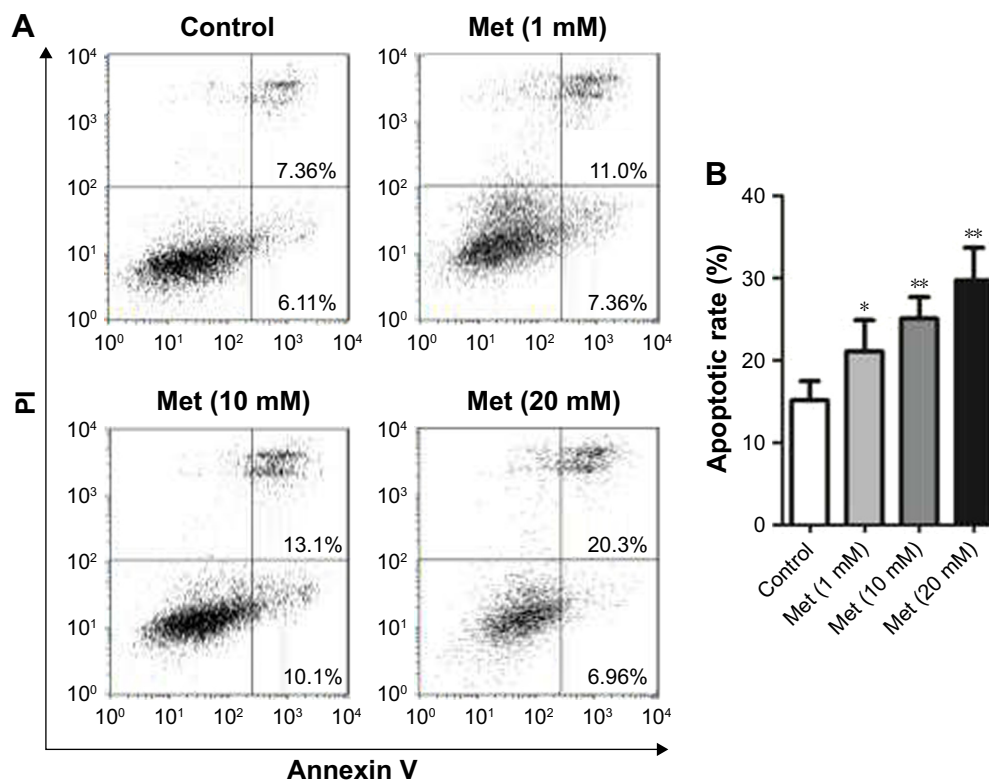 A
Control
Met (1 mM)
10⁴
10³
10²
10¹
10⁰
7.36%
6.11%
10⁰ 10¹ 10² 10³ 10⁴
10⁴
10³
10²
10¹
10⁰
11.0%
7.36%
10⁰ 10¹ 10² 10³ 10⁴
PI
Met (10 mM)
Met (20 mM)
10⁴
10³
10²
10¹
10⁰
13.1%
10.1%
10⁰ 10¹ 10² 10³ 10⁴
10⁴
10³
10²
10¹
10⁰
20.3%
6.96%
10⁰ 10¹ 10² 10³ 10⁴
Annexin V
B
Apoptotic rate (%)
40
30
20
10
0
*
**
**
Control
Met (1 mM)
Met (10 mM)
Met (20 mM)